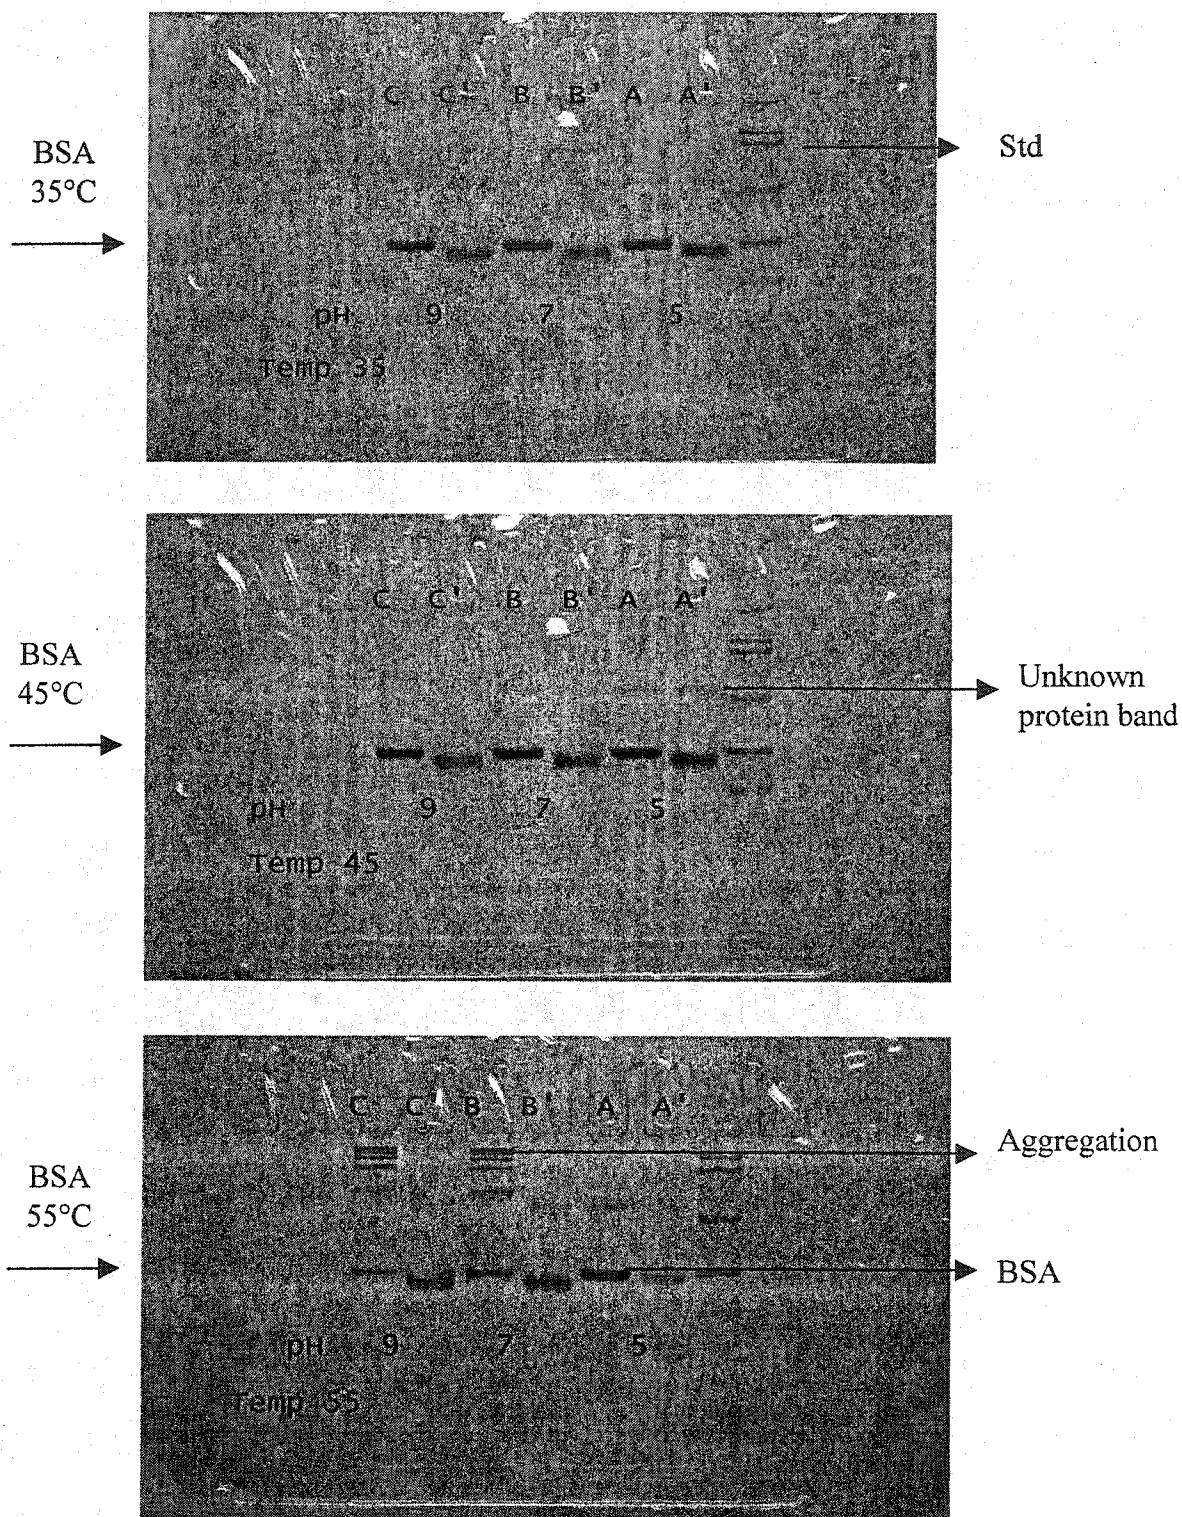 C C' B B' A A'
BSA
35°C
Std
pH 9 7 5
Temp 35
C C' B B' A A'
BSA
45°C
Unknown
protein band
pH 9 7 5
Temp 45
C C' B B' A A'
Aggregation
BSA
55°C
BSA
pH 9 7 5
Temp 55